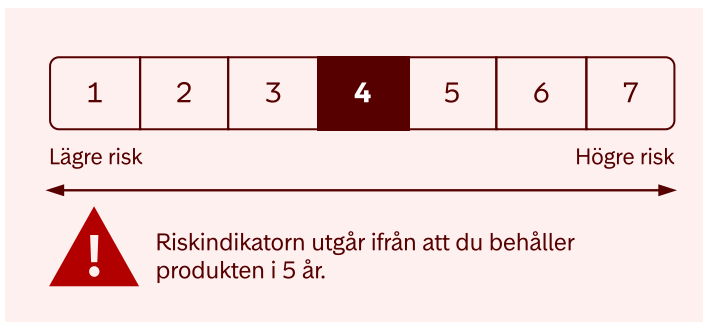 1 2 3 4 5 6 7
Lägre risk Högre risk
! Riskindikatorn utgår ifrån att du behåller
produkten i 5 år.